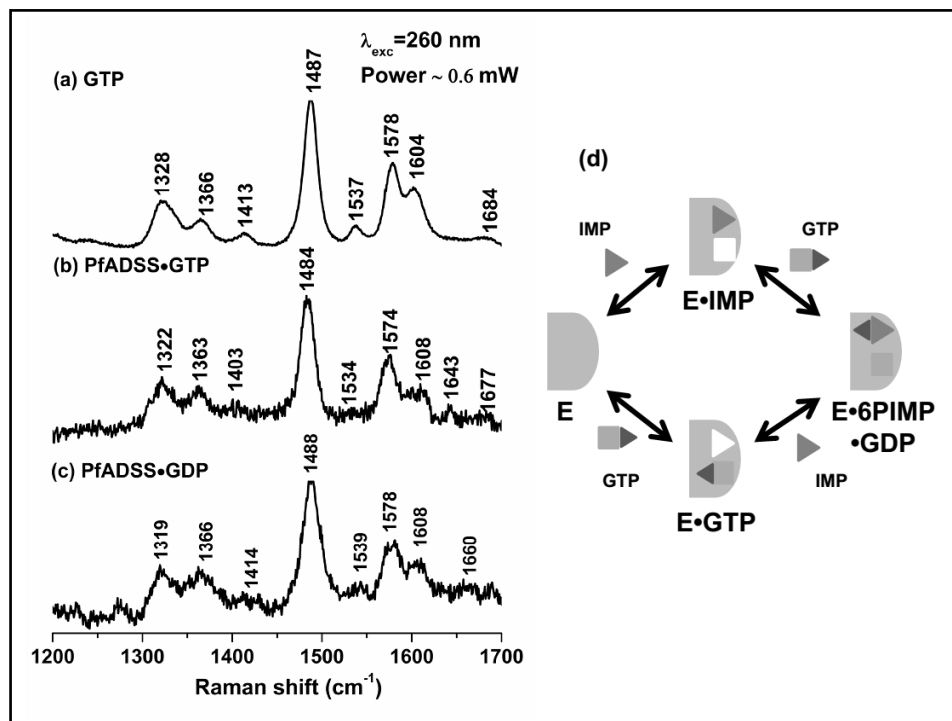 λexc=260 nm
Power ~ 0.6 mW
(a) GTP
1328
1366
1413
1487
1537
1578
1604
1684
(b) PfADSS•GTP
1322
1363
1403
1484
1534
1574
1608
1643
1677
(c) PfADSS•GDP
1319
1366
1414
1488
1539
1578
1608
1660
1200 1300 1400 1500 1600 1700
Raman shift (cm-1)
(d)
IMP
GTP
E•IMP
E
E•6PIMP
•GDP
GTP
IMP
E•GTP